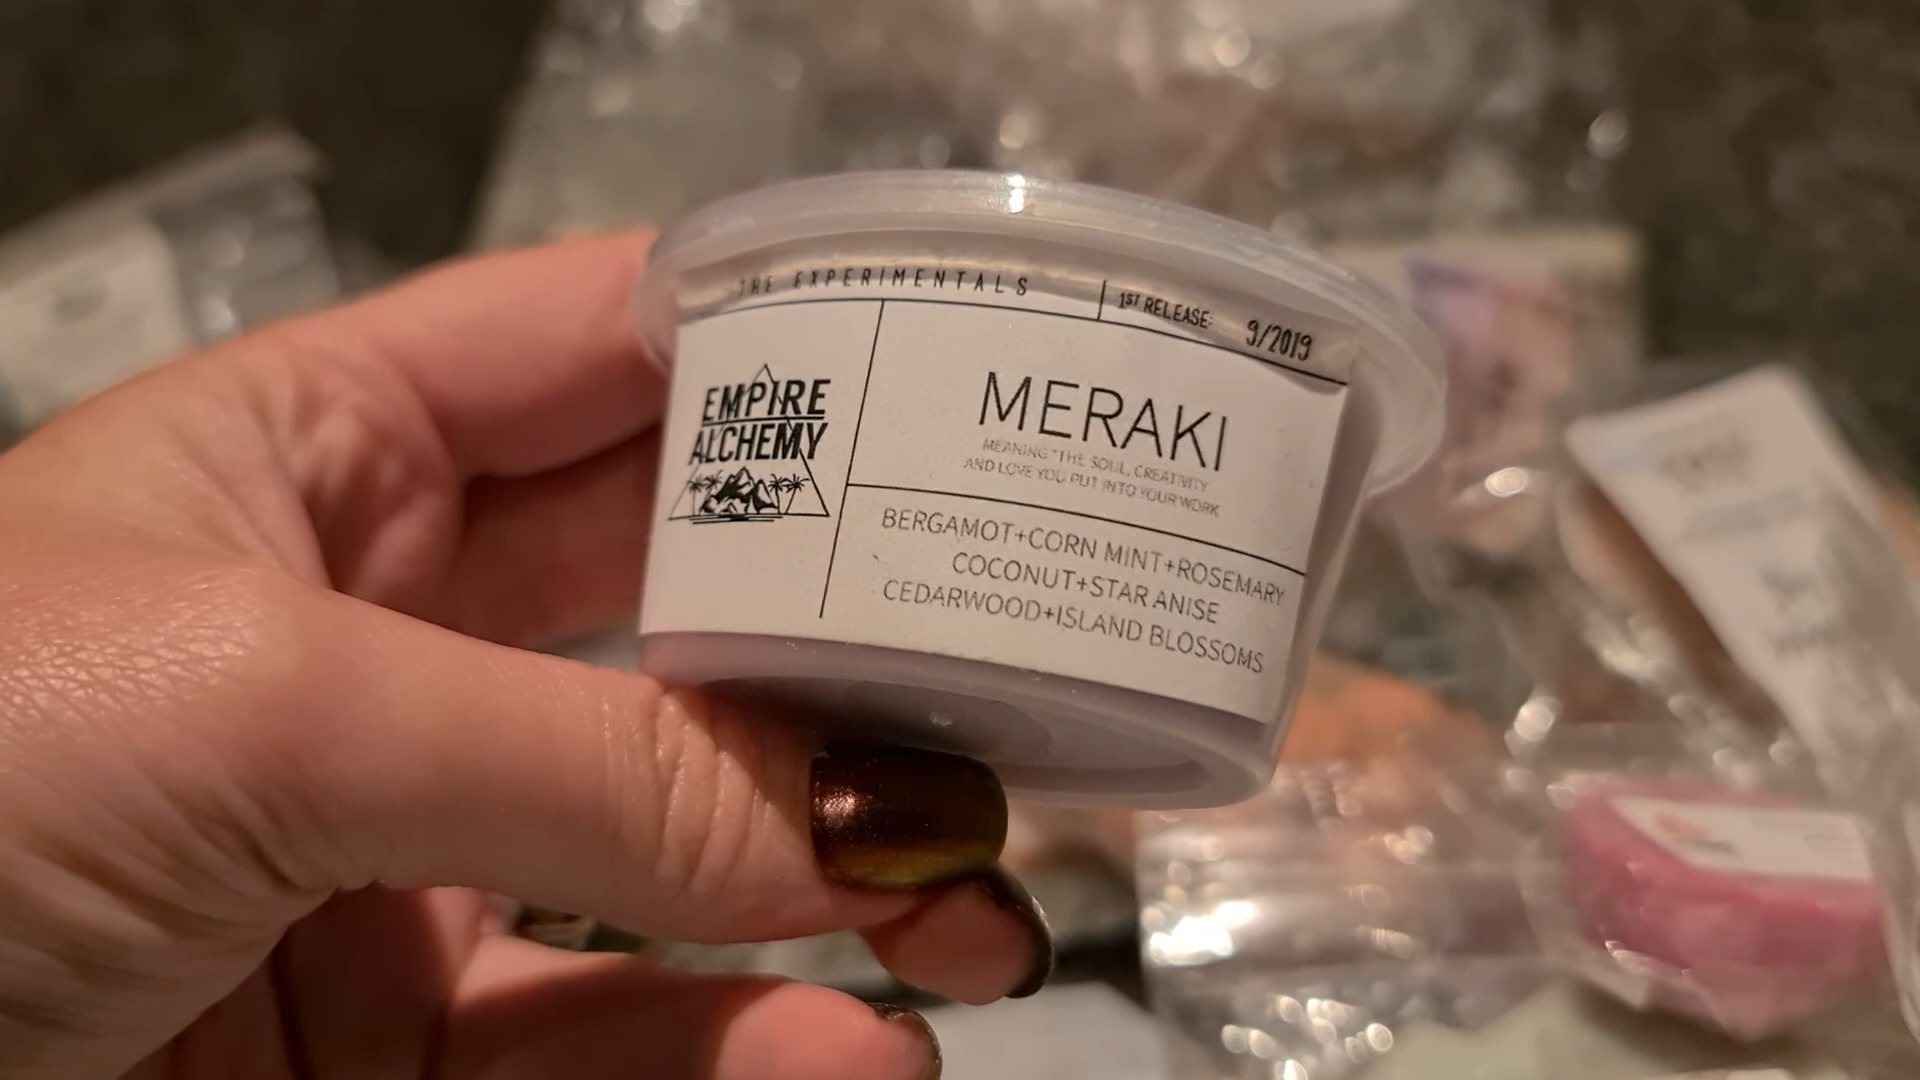 THE EXPERIMENTALS
1ST RELEASE: 9/2019
EMPIRE
ALCHEMY
MERAKI
MEANING "THE SOUL, CREATIVITY
AND LOVE YOU PUT INTO YOUR WORK
BERGAMOT+CORN MINT+ROSEMARY
COCONUT+STAR ANISE
CEDARWOOD+ISLAND BLOSSOMS